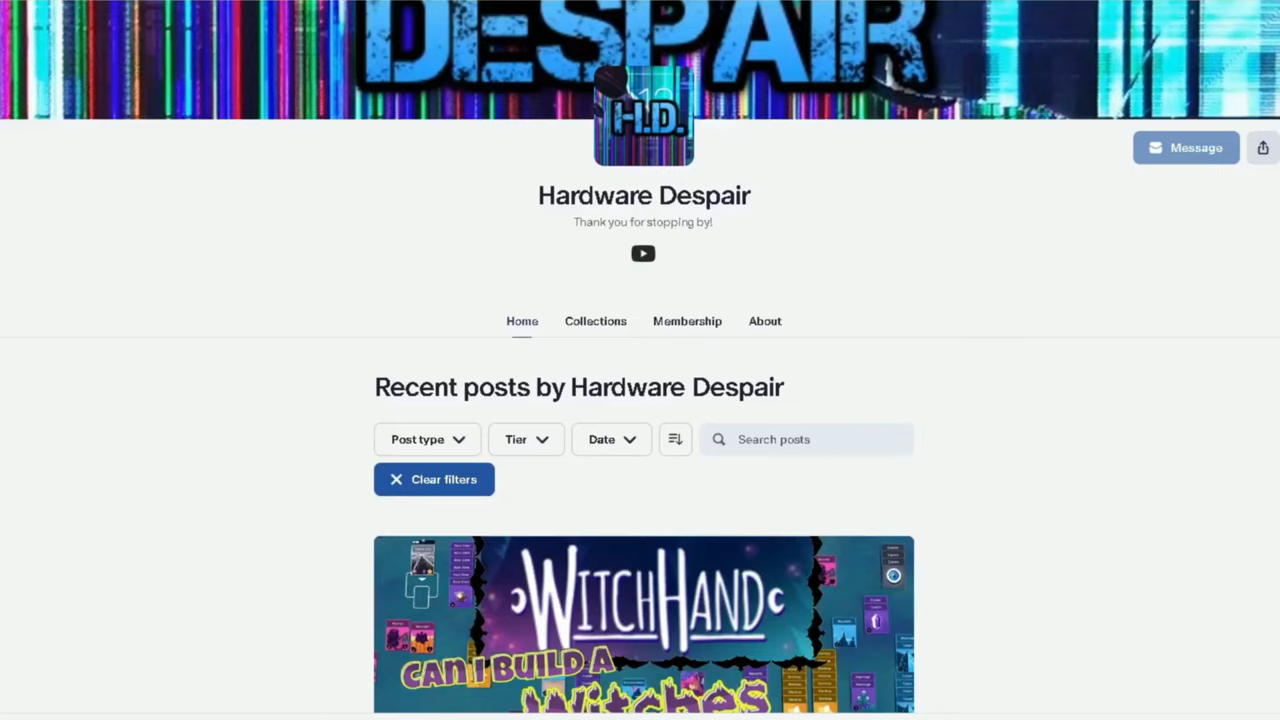 DESPAIR
H.D.
Message
Hardware Despair
Thank you for stopping by!
Home Collections Membership About
Recent posts by Hardware Despair
Post type Tier Date Search posts
Clear filters
WITCHHAND
CAN I BUILD A
Witches